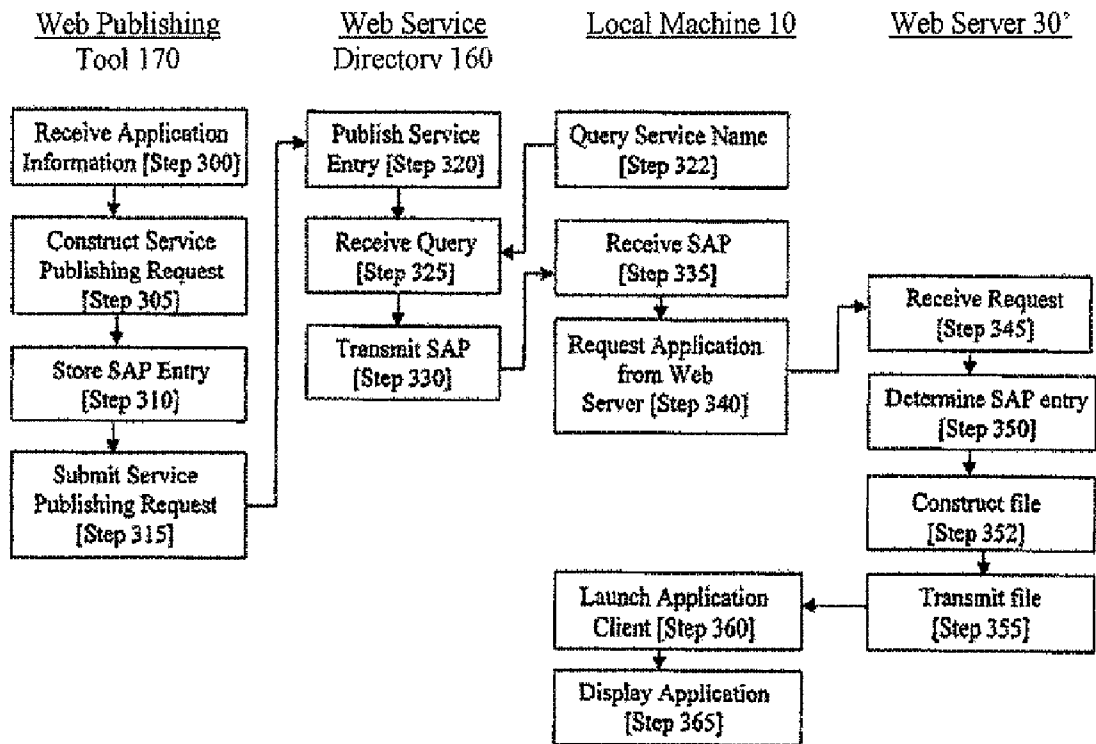 Web Publishing
Tool 170
Receive Application
Information [Step 300]
Construct Service
Publishing Request
[Step 305]
Store SAP Entry
[Step 310]
Submit Service
Publishing Request
[Step 315]
Web Service
Directory 160
Publish Service
Entry [Step 320]
Receive Query
[Step 325]
Transmit SAP
[Step 330]
Local Machine 10
Query Service Name
[Step 322]
Receive SAP
[Step 335]
Request Application
from Web
Server [Step 340]
Launch Application
Client [Step 360]
Display Application
[Step 365]
Web Server 30'
Receive Request
[Step 345]
Determine SAP entry
[Step 350]
Construct file
[Step 352]
Transmit file
[Step 355]